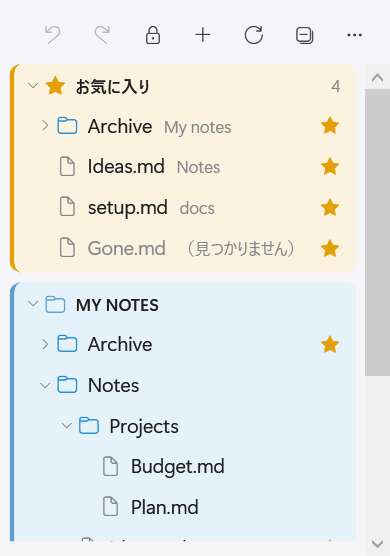 お気に入り 4
Archive My notes
Ideas.md Notes
setup.md docs
Gone.md （見つかりません）
MY NOTES
Archive
Notes
Projects
Budget.md
Plan.md